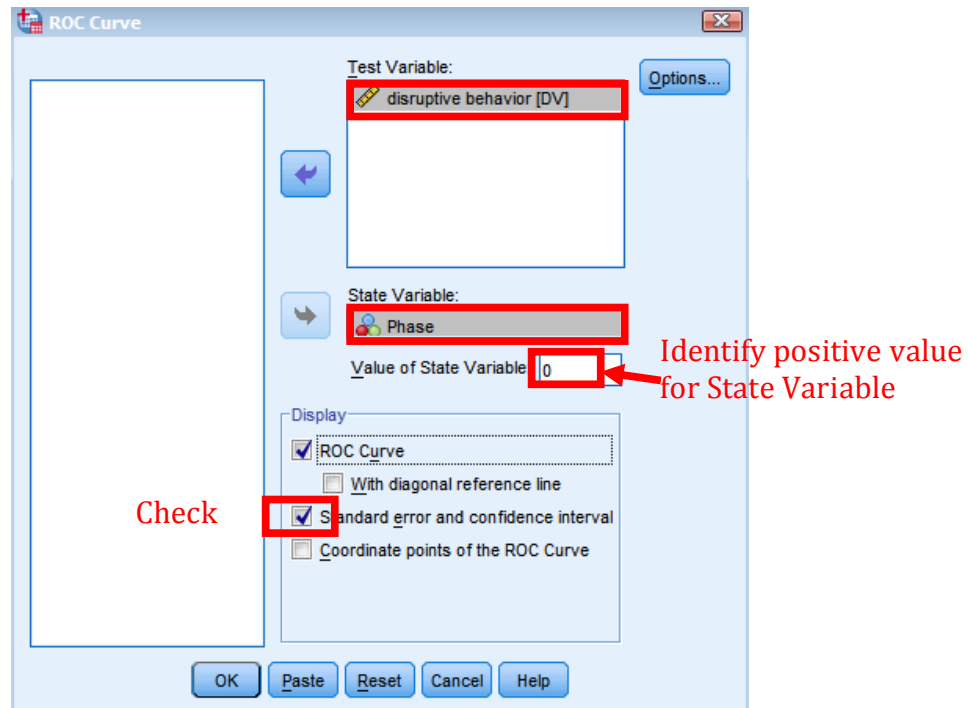 ROC Curve
Test Variable:
Options...
disruptive behavior [DV]
State Variable:
Phase
Value of State Variable
0
Identify positive value
for State Variable
Display
ROC Curve
With diagonal reference line
Check
Standard error and confidence interval
Coordinate points of the ROC Curve
OK
Paste
Reset
Cancel
Help